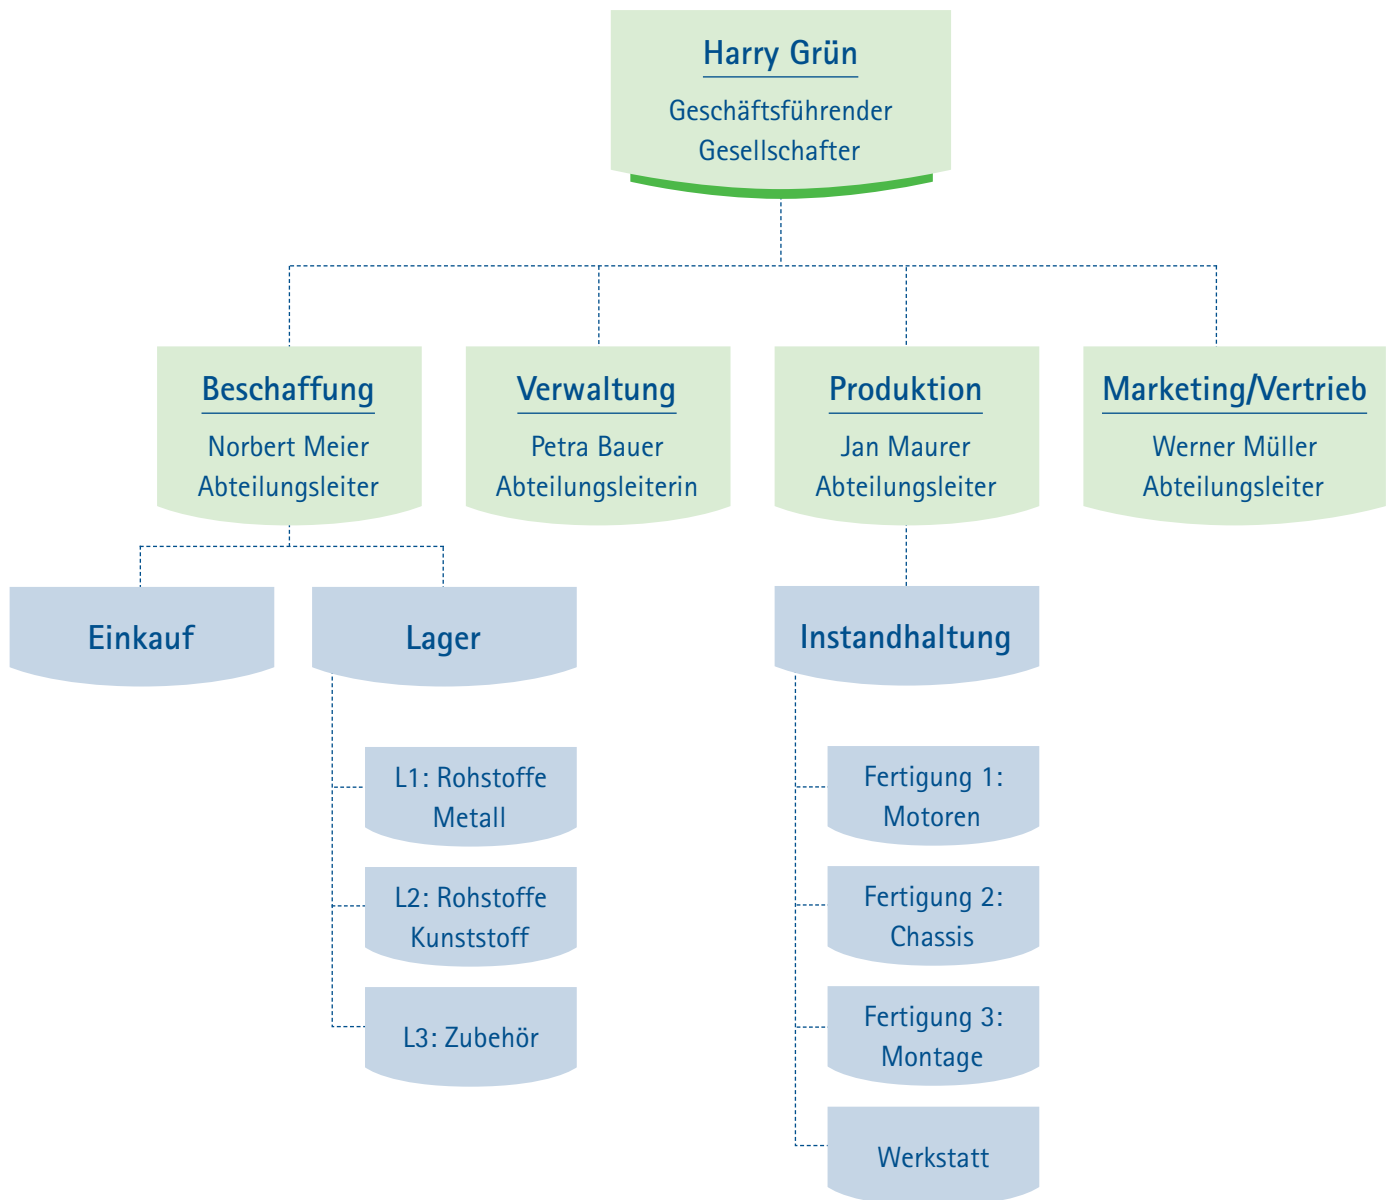 Harry Grün
Geschäftsführender
Gesellschafter
Beschaffung
Norbert Meier
Abteilungsleiter
Verwaltung
Petra Bauer
Abteilungsleiterin
Produktion
Jan Maurer
Abteilungsleiter
Marketing/Vertrieb
Werner Müller
Abteilungsleiter
Einkauf
Lager
Instandhaltung
L1: Rohstoffe
Metall
L2: Rohstoffe
Kunststoff
L3: Zubehör
Fertigung 1:
Motoren
Fertigung 2:
Chassis
Fertigung 3:
Montage
Werkstatt